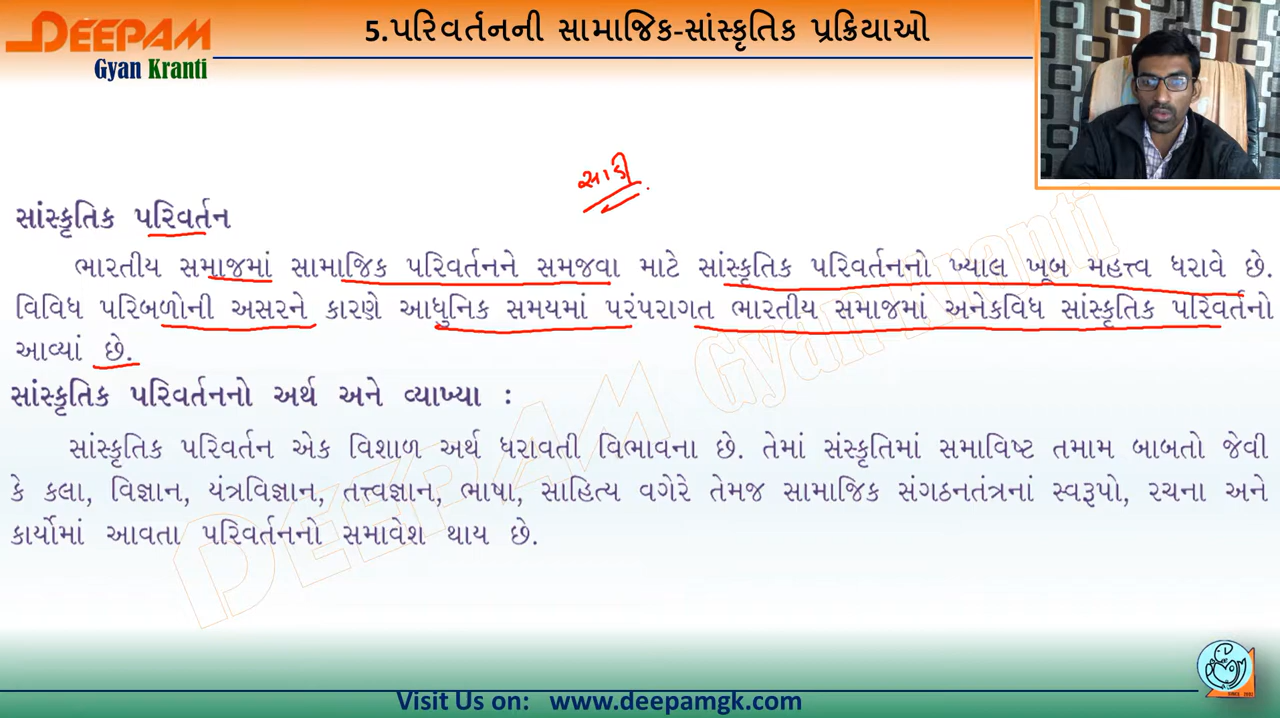 DEEPAM
Gyan Kranti
5.પરિવર્તનની સામાજિક-સાંસ્કૃતિક પ્રક્રિયાઓ
સાડી
સાંસ્કૃતિક પરિવર્તન
ભારતીય સમાજમાં સામાજિક પરિવર્તનને સમજવા માટે સાંસ્કૃતિક પરિવર્તનનો ખ્યાલ ખૂબ મહત્ત્વ ધરાવે છે.
વિવિધ પરિબળોની અસરને કારણે આધુનિક સમયમાં પરંપરાગત ભારતીય સમાજમાં અનેકવિધ સાંસ્કૃતિક પરિવર્તનો
આવ્યાં છે.
સાંસ્કૃતિક પરિવર્તનનો અર્થ અને વ્યાખ્યા :
સાંસ્કૃતિક પરિવર્તન એક વિશાળ અર્થ ધરાવતી વિભાવના છે. તેમાં સંસ્કૃતિમાં સમાવિષ્ટ તમામ બાબતો જેવી
કે કલા, વિજ્ઞાન, યંત્રવિજ્ઞાન, તત્ત્વજ્ઞાન, ભાષા, સાહિત્ય વગેરે તેમજ સામાજિક સંગઠનતંત્રનાં સ્વરૂપો, રચના અને
કાર્યોમાં આવતા પરિવર્તનનો સમાવેશ થાય છે.
DEEPAM Gyan Kranti
Visit Us on: www.deepamgk.com